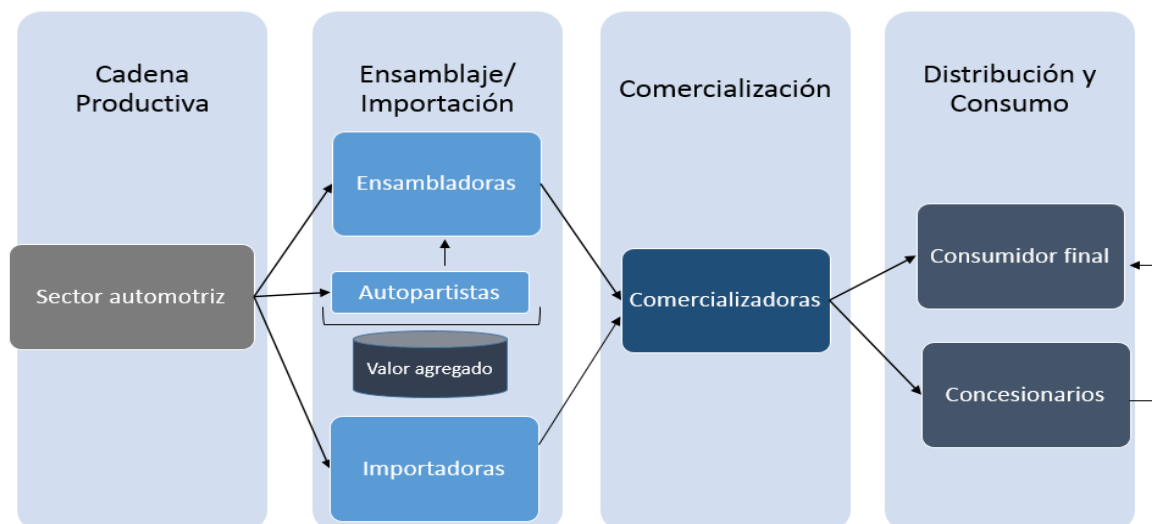 Cadena
Productiva
Ensamblaje/
Importación
Comercialización
Distribución y
Consumo
Ensambladoras
Sector automotriz
Autopartistas
Valor agregado
Importadoras
Comercializadoras
Consumidor final
Concesionarios